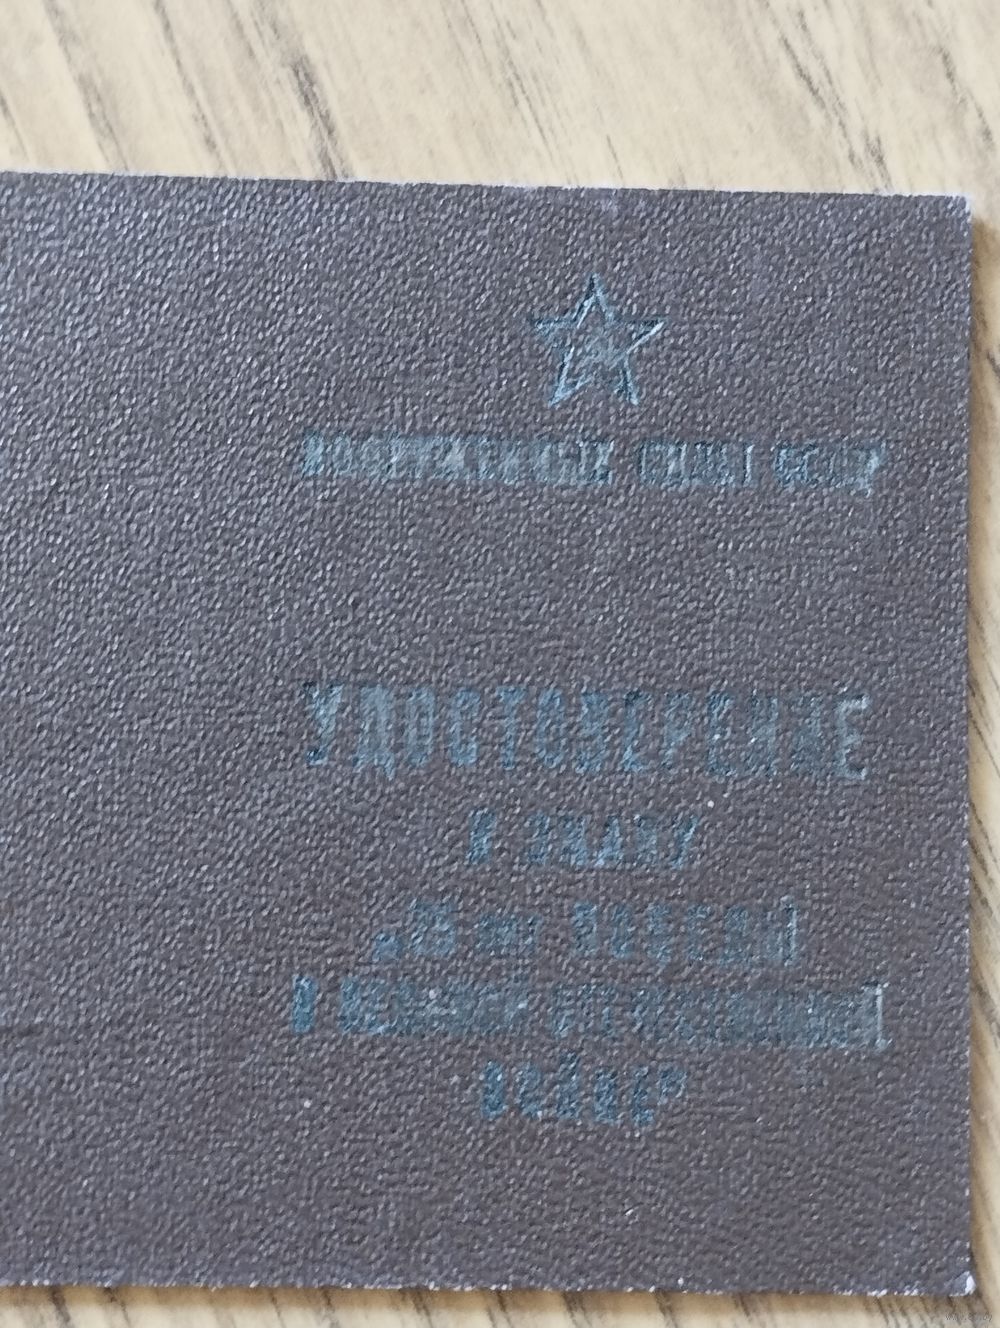 ВООРУЖЕННЫЕ СИЛЫ СССР
УДОСТОВЕРЕНИЕ
К ЗНАКУ
„25 лет ПОБЕДЫ
В ВЕЛИКОЙ ОТЕЧЕСТВЕННОЙ
ВОЙНЕ"